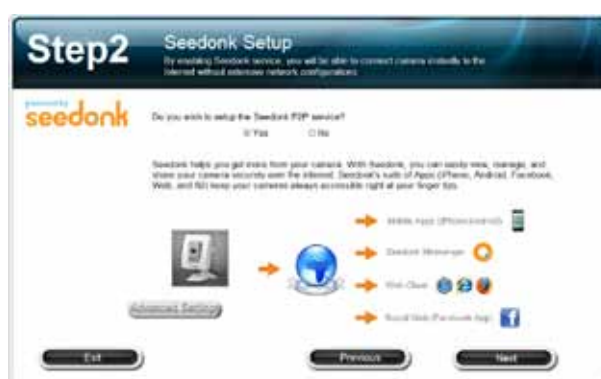 Step2
Seedonk Setup
By enabling Seedonk service, you will be able to connect camera instantly to the
internet without extensive network configurations
powered by
seedonk
Do you wish to setup the Seedonk P2P service?
Yes No
Seedonk helps you get more from your camera. With Seedonk, you can easily view, manage, and
share your camera securely over the internet. Seedonk's suite of Apps (iPhone, Android, Facebook,
Web, and PC) keep your cameras always accessible right at your finger tips.
Mobile Apps (iPhone/Android)
Seedonk Messenger
Web Client
Social Web (Facebook App)
Advanced Setting
Exit Previous Next